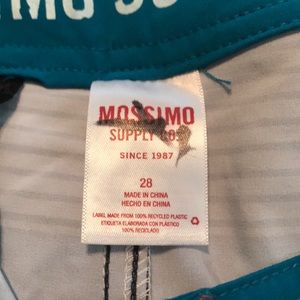 MOSSIMO
SUPPLY CO.
SINCE 1987
28
MADE IN CHINA
HECHO EN CHINA
LABEL MADE FROM 100% RECYCLED PLASTIC
ETIQUETA ELABORADA CON PLÁSTICO
100% RECICLADO